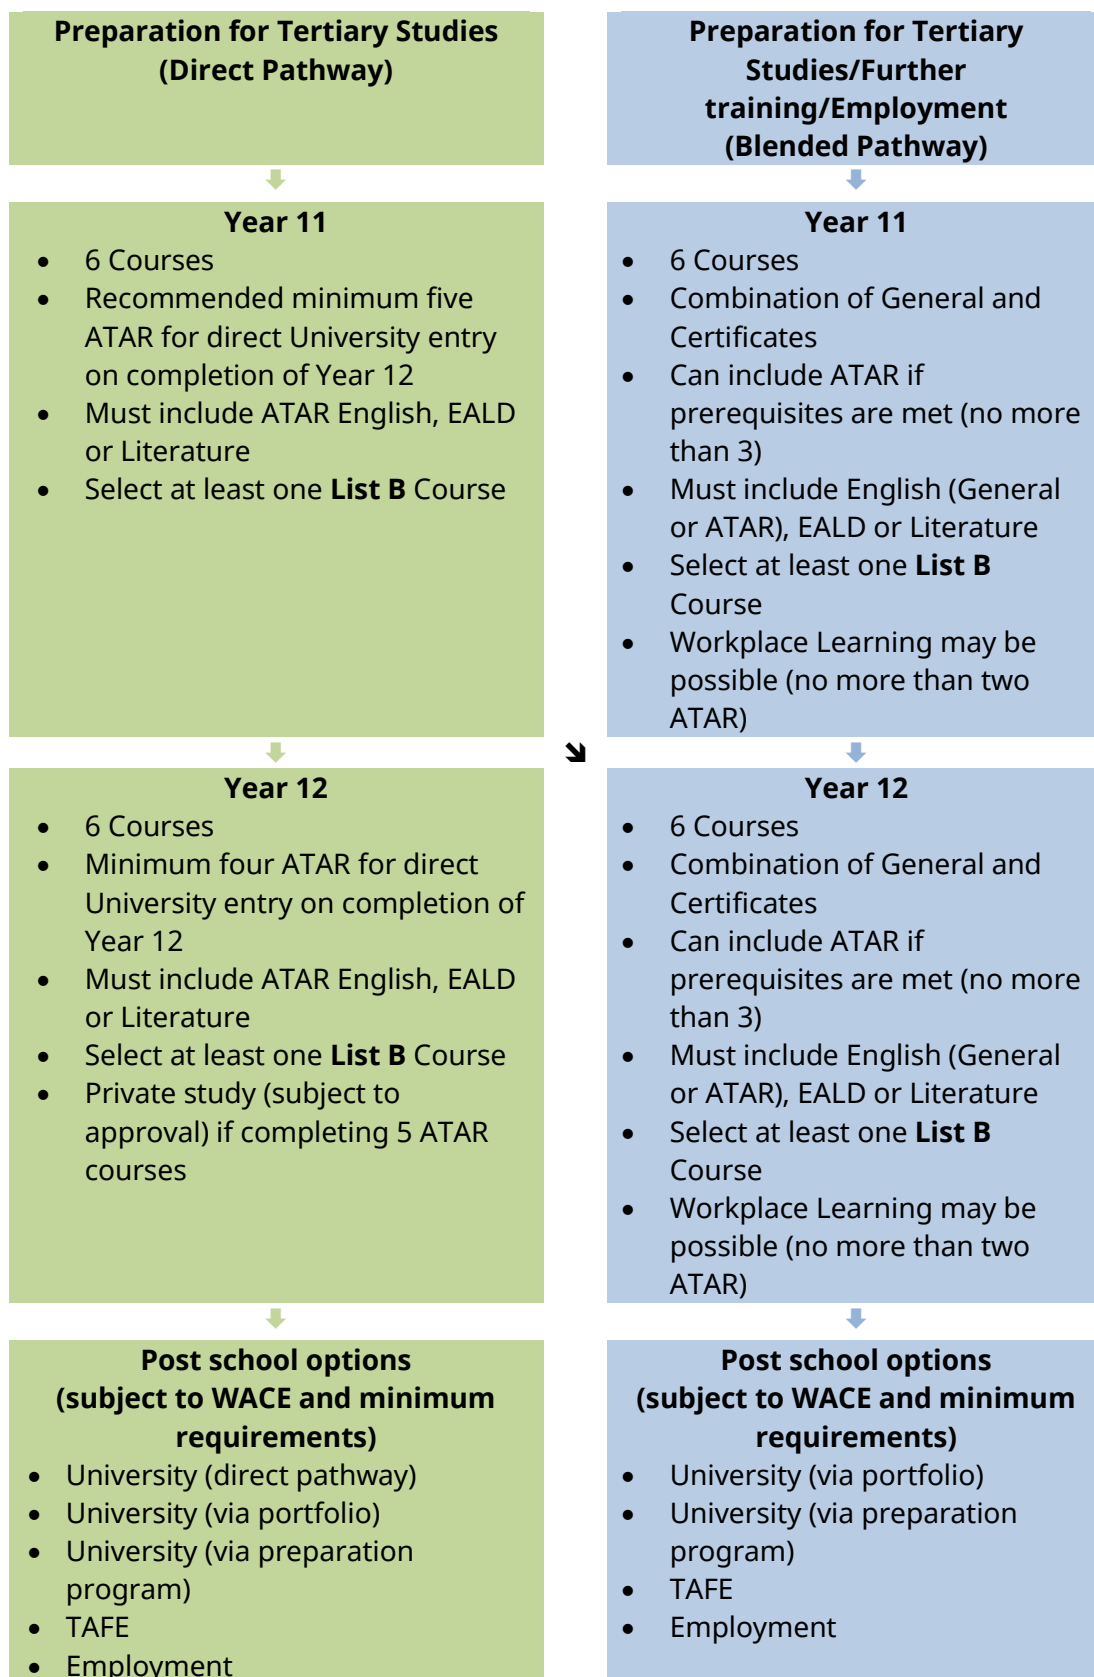 Preparation for Tertiary Studies
(Direct Pathway)
Preparation for Tertiary
Studies/Further
training/Employment
(Blended Pathway)
Year 11
• 6 Courses
• Recommended minimum five
ATAR for direct University entry
on completion of Year 12
• Must include ATAR English, EALD
or Literature
• Select at least one List B Course
Year 11
• 6 Courses
• Combination of General and
Certificates
• Can include ATAR if
prerequisites are met (no more
than 3)
• Must include English (General
or ATAR), EALD or Literature
• Select at least one List B
Course
• Workplace Learning may be
possible (no more than two
ATAR)
Year 12
• 6 Courses
• Minimum four ATAR for direct
University entry on completion of
Year 12
• Must include ATAR English, EALD
or Literature
• Select at least one List B Course
• Private study (subject to
approval) if completing 5 ATAR
courses
Year 12
• 6 Courses
• Combination of General and
Certificates
• Can include ATAR if
prerequisites are met (no more
than 3)
• Must include English (General
or ATAR), EALD or Literature
• Select at least one List B
Course
• Workplace Learning may be
possible (no more than two
ATAR)
Post school options
(subject to WACE and minimum
requirements)
• University (direct pathway)
• University (via portfolio)
• University (via preparation
program)
• TAFE
• Employment
Post school options
(subject to WACE and minimum
requirements)
• University (via portfolio)
• University (via preparation
program)
• TAFE
• Employment